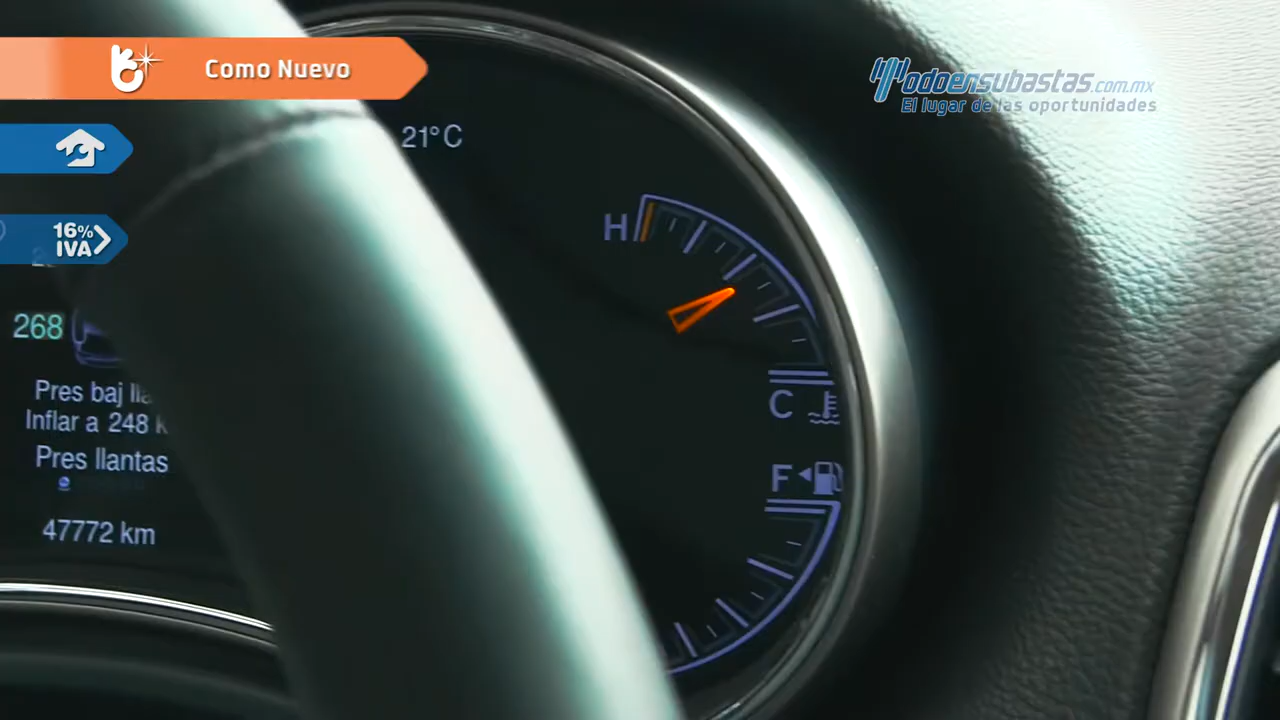 Como Nuevo
Todoensubastas.com.mx
El lugar de las oportunidades
21°C
16%
IVA
H
268
Pres baj
Inflar a 248
C
Pres llantas
F
47772 km